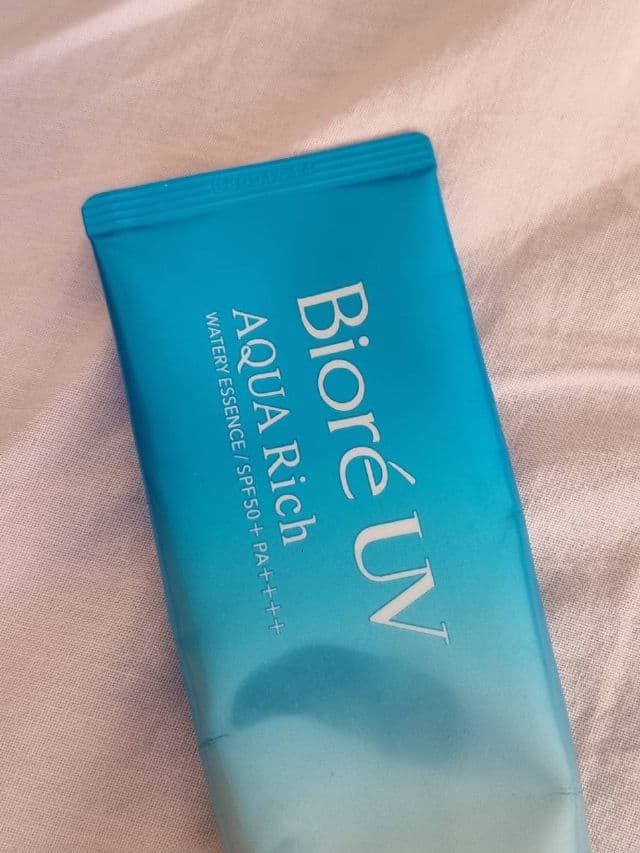 Bioré UV
AQUA Rich
WATERY ESSENCE / SPF50+ PA++++